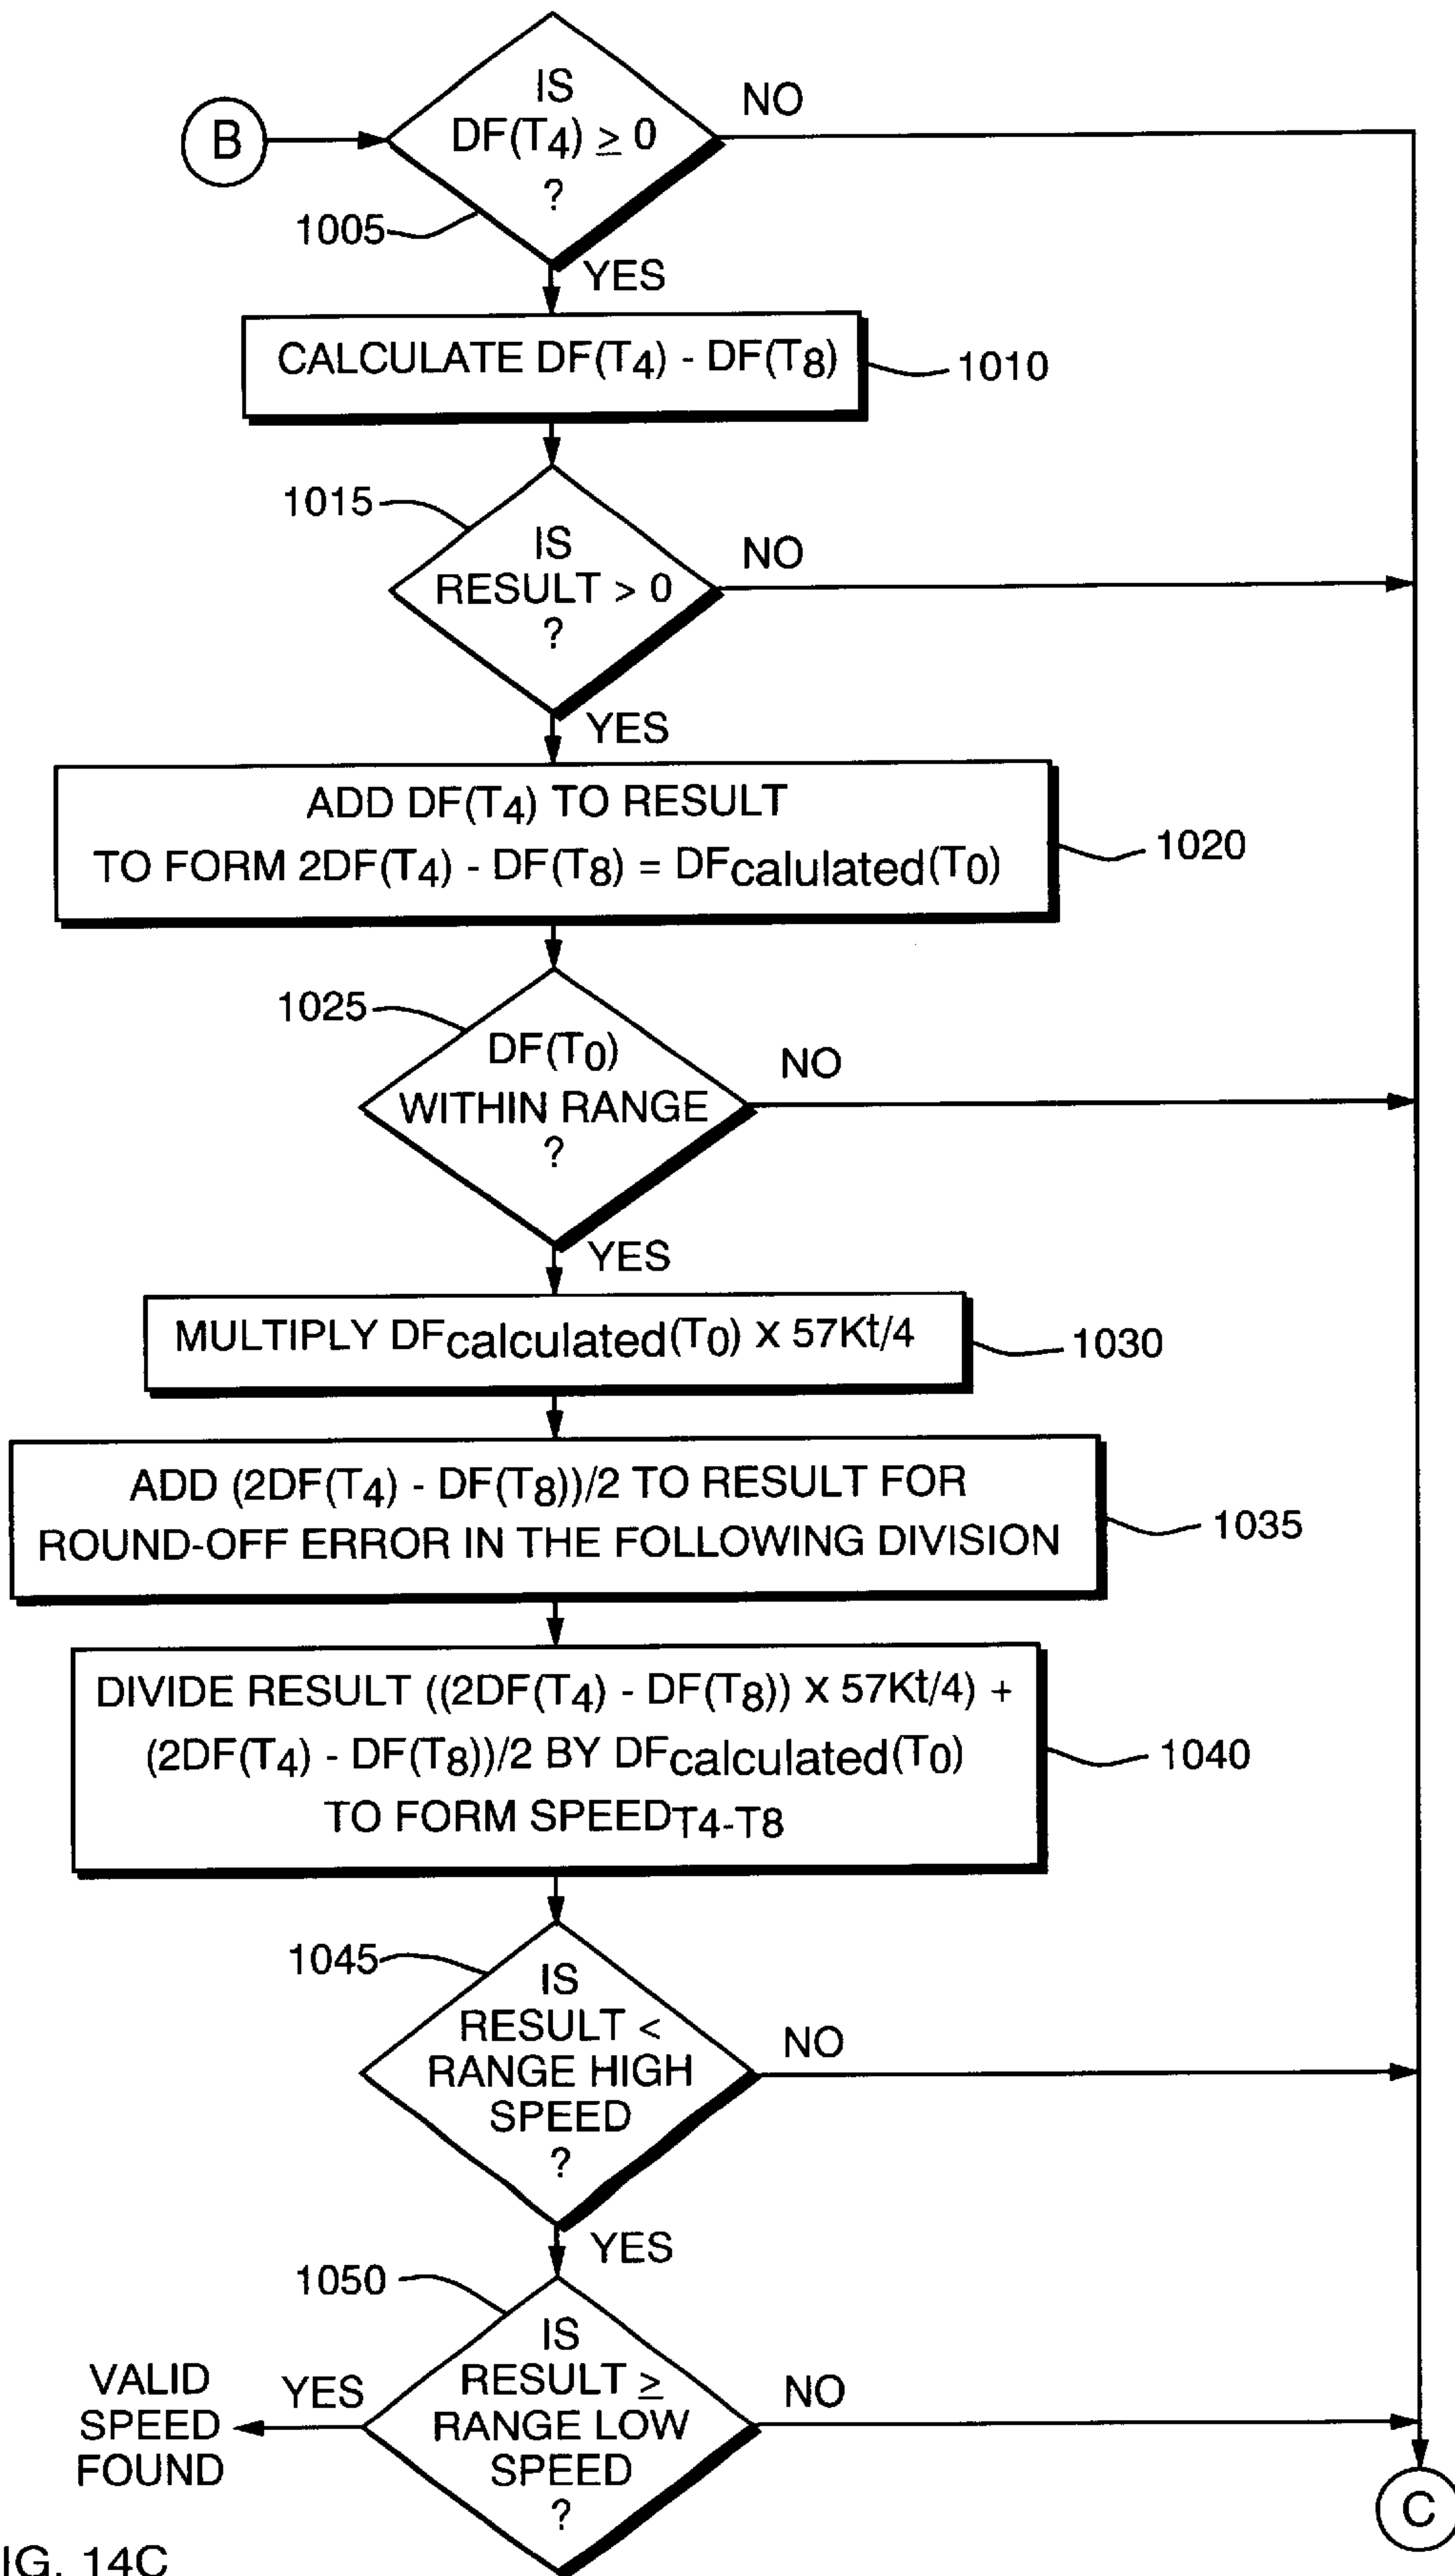 B
IS
DF(T4) ≥ 0
?
NO
1005
YES
CALCULATE DF(T4) - DF(T8)
1010
1015
IS
RESULT > 0
?
NO
YES
ADD DF(T4) TO RESULT
TO FORM 2DF(T4) - DF(T8) = DFcalulated(T0)
1020
1025
DF(T0)
WITHIN RANGE
?
NO
YES
MULTIPLY DFcalculated(T0) X 57Kt/4
1030
ADD (2DF(T4) - DF(T8))/2 TO RESULT FOR
ROUND-OFF ERROR IN THE FOLLOWING DIVISION
1035
DIVIDE RESULT ((2DF(T4) - DF(T8)) X 57Kt/4) +
(2DF(T4) - DF(T8))/2 BY DFcalculated(T0)
TO FORM SPEEDT4-T8
1040
1045
IS
RESULT <
RANGE HIGH
SPEED
?
NO
YES
1050
IS
RESULT ≥
RANGE LOW
SPEED
?
NO
YES
VALID
SPEED
FOUND
C
IG. 14C